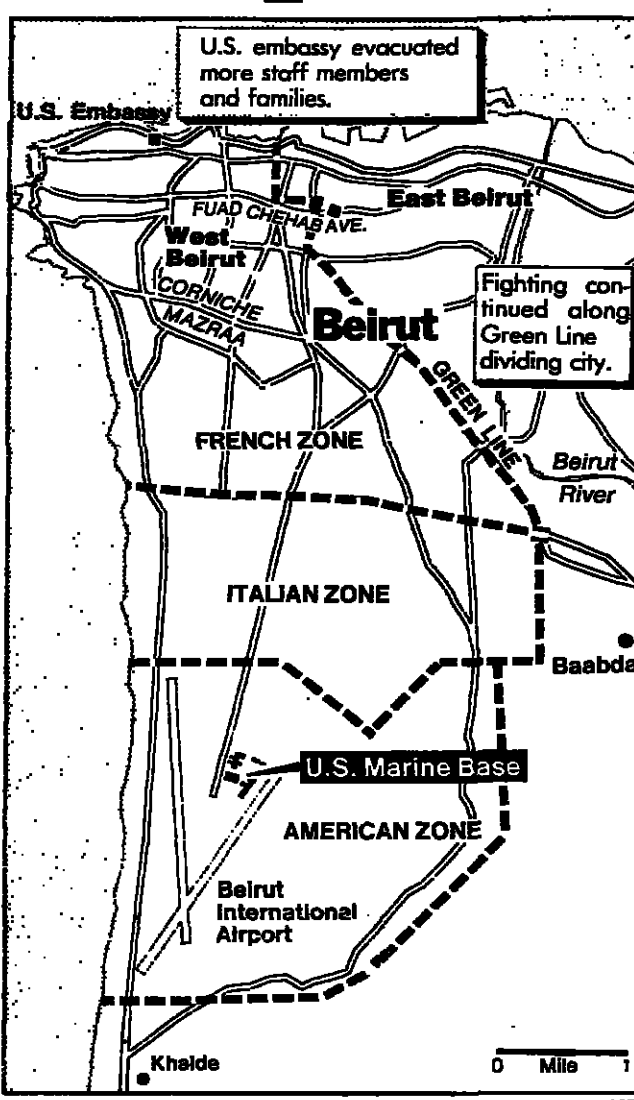 U.S. embassy evacuated
more staff members
and families.
U.S. Embassy
East Beirut
FUAD CHEHAB AVE.
West
Beirut
CORNICHE
MAZRAA
Beirut
Fighting con-
tinued along
Green Line
dividing city.
GREEN LINE
FRENCH ZONE
Beirut
River
ITALIAN ZONE
Baabda
U.S. Marine Base
AMERICAN ZONE
Beirut
International
Airport
Khalde
0 Mile 1